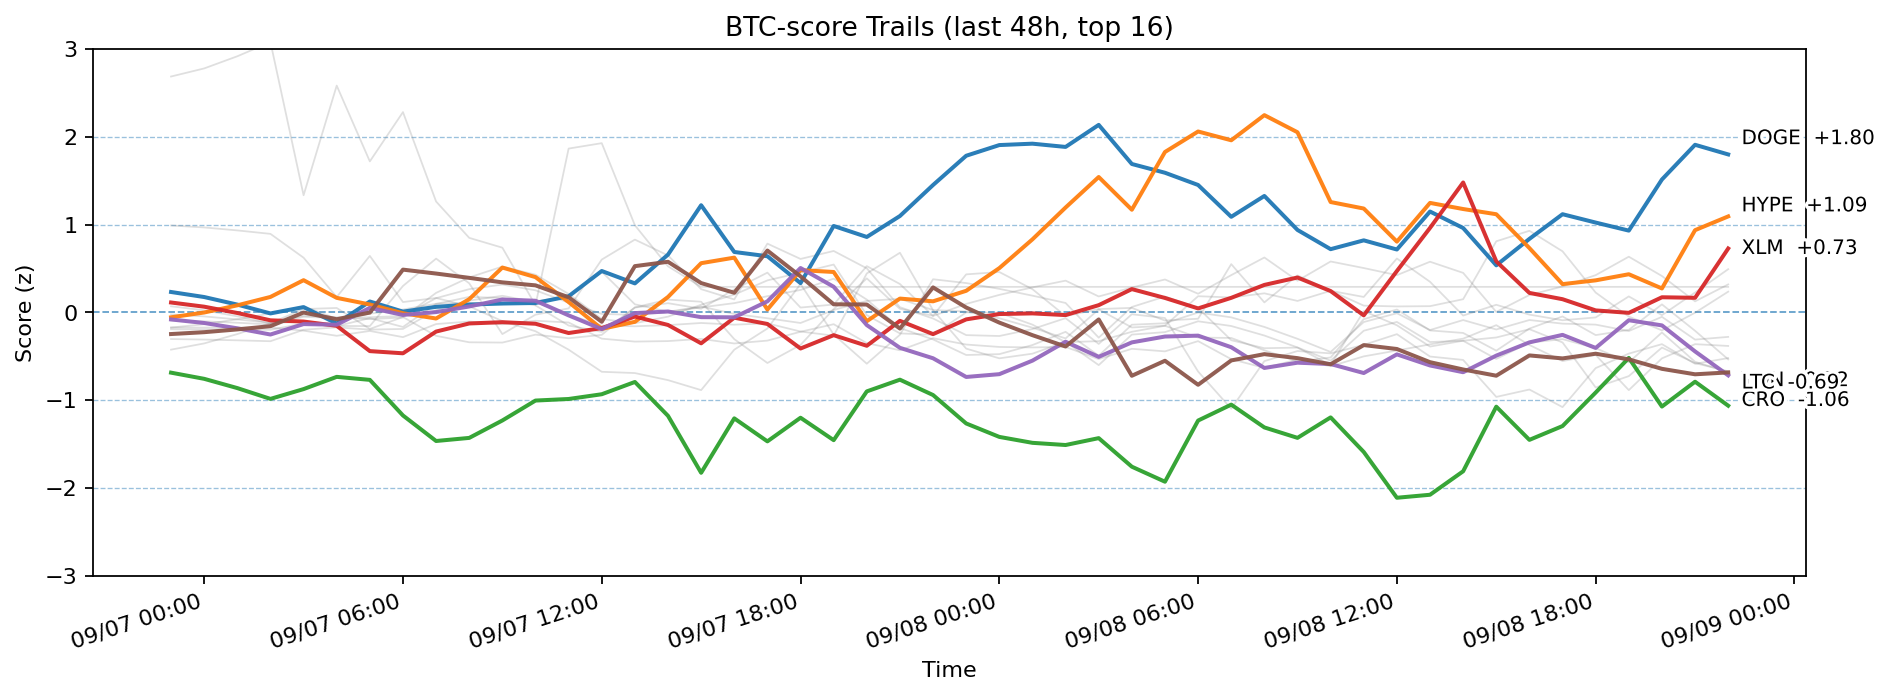 BTC-score Trails (last 48h, top 16)
Score (z)
3
2
1
0
−1
−2
−3
DOGE +1.80
HYPE +1.09
XLM +0.73
LTC -0.69
CRO -1.06
09/07 00:00
09/07 06:00
09/07 12:00
09/07 18:00
09/08 00:00
09/08 06:00
09/08 12:00
09/08 18:00
09/09 00:00
Time